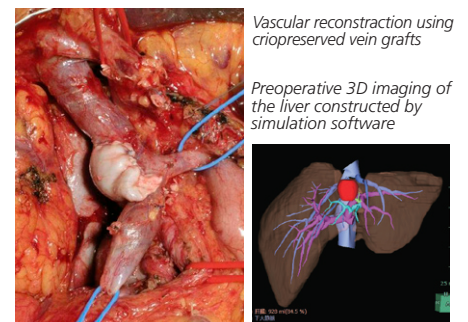 Vascular reconstraction using
criopreserved vein grafts
Preoperative 3D imaging of
the liver constructed by
simulation software